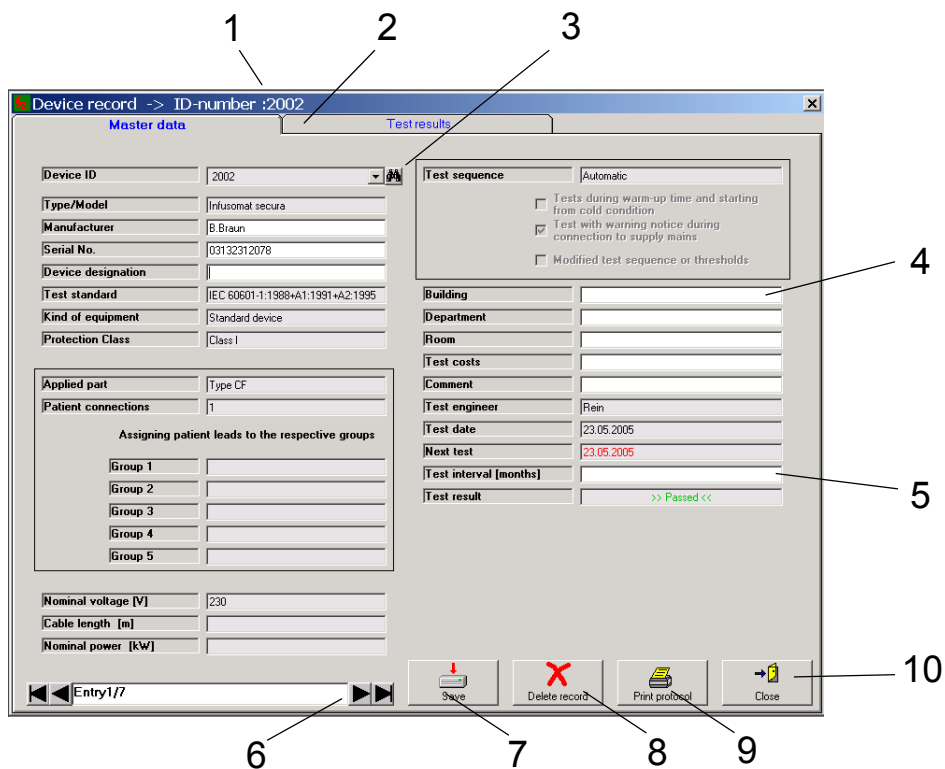 1
2
3
Device record -> ID-number :2002
Master data
Test results
Device ID
2002
Type/Model
Infusomat secura
Manufacturer
B.Braun
Serial No.
03132312078
Device designation
Test standard
IEC 60601-1:1988+A1:1991+A2:1995
Kind of equipment
Standard device
Protection Class
Class I
Applied part
Type CF
Patient connections
1
Assigning patient leads to the respective groups
Group 1
Group 2
Group 3
Group 4
Group 5
Nominal voltage [V]
230
Cable length [m]
Nominal power [kW]
Test sequence
Automatic
Tests during warm-up time and starting
from cold condition
Test with warning notice during
connection to supply mains
Modified test sequence or thresholds
4
Building
Department
Room
Test costs
Comment
Test engineer
Rein
Test date
23.05.2005
Next test
23.05.2005
Test interval [months]
5
Test result
>> Passed <<
Entry1/7
Save
Delete record
Print protocol
Close
10
6
7
8
9